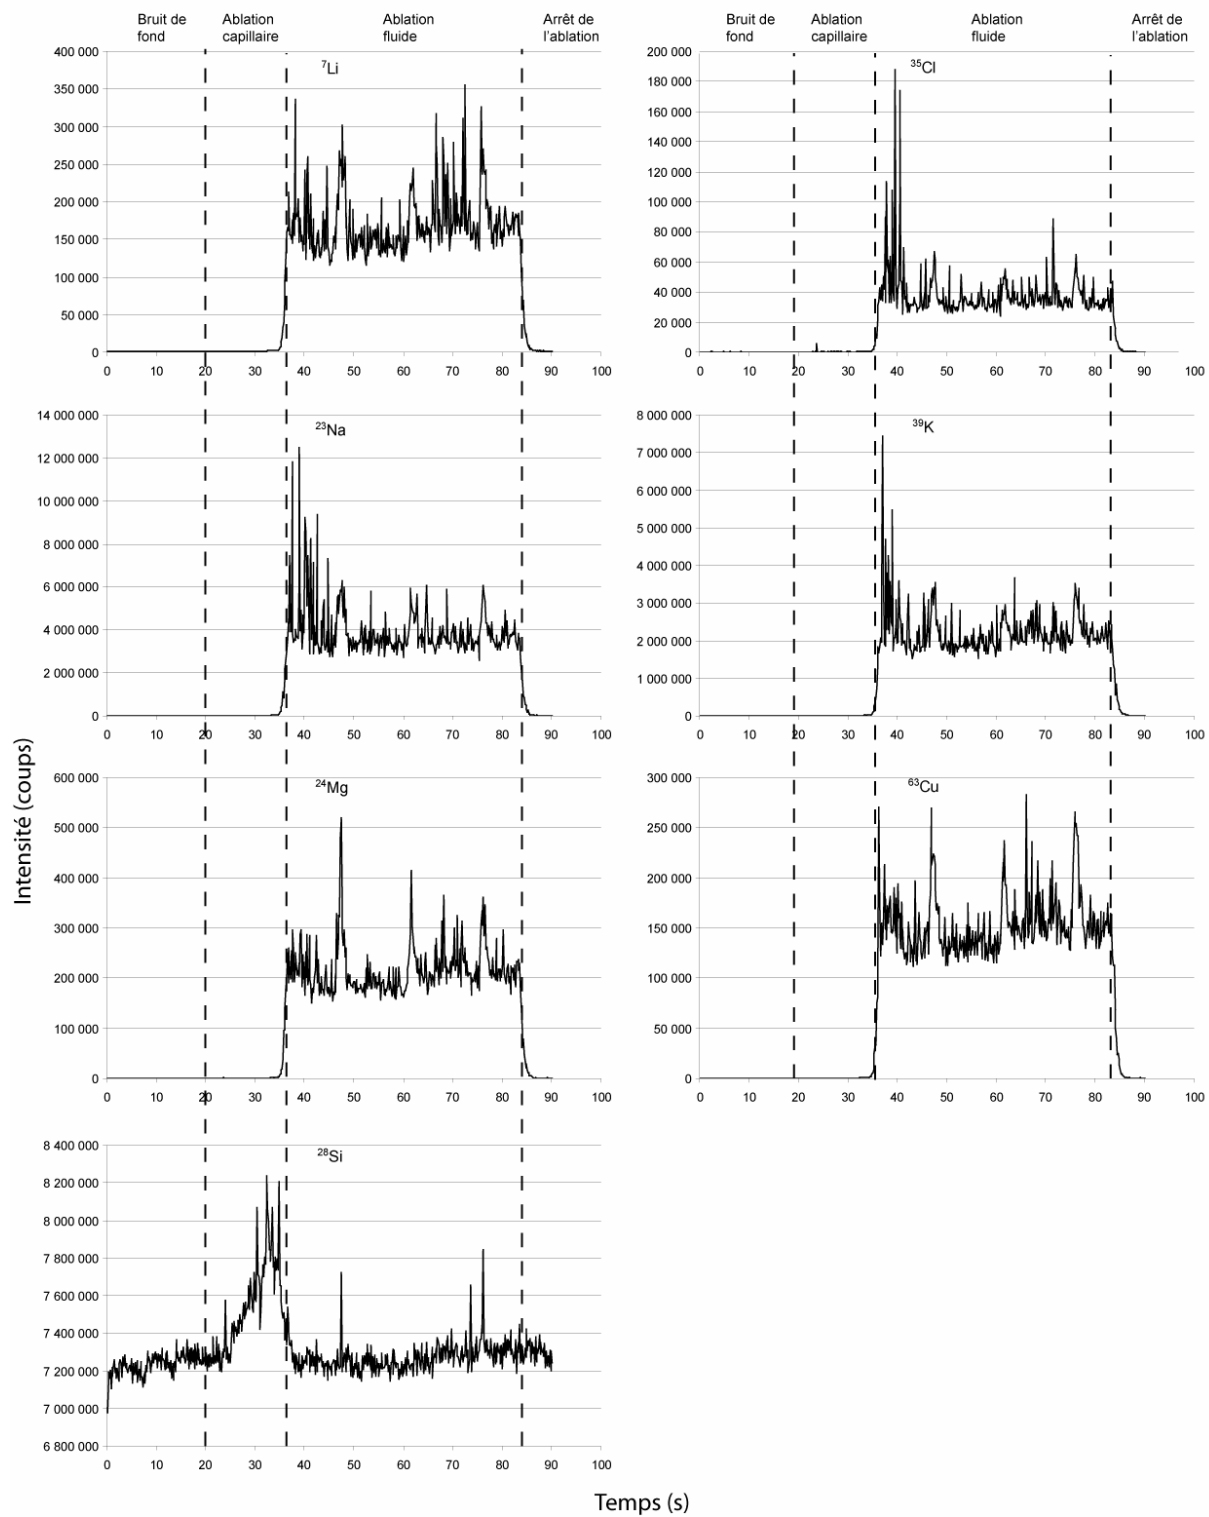 Bruit de fond
Ablation capillaire
Ablation fluide
Arrêt de l'ablation
Bruit de fond
Ablation capillaire
Ablation fluide
Arrêt de l'ablation
⁷Li
400 000
350 000
300 000
250 000
200 000
150 000
100 000
50 000
0
0 10 20 30 40 50 60 70 80 90 100
³⁵Cl
200 000
180 000
160 000
140 000
120 000
100 000
80 000
60 000
40 000
20 000
0
0 10 20 30 40 50 60 70 80 90 100
²³Na
14 000 000
12 000 000
10 000 000
8 000 000
6 000 000
4 000 000
2 000 000
0
0 10 20 30 40 50 60 70 80 90 100
³⁹K
8 000 000
7 000 000
6 000 000
5 000 000
4 000 000
3 000 000
2 000 000
1 000 000
0
0 10 20 30 40 50 60 70 80 90 100
Intensité (coups)
²⁴Mg
600 000
500 000
400 000
300 000
200 000
100 000
0
0 10 20 30 40 50 60 70 80 90 100
⁶³Cu
300 000
250 000
200 000
150 000
100 000
50 000
0
0 10 20 30 40 50 60 70 80 90 100
²⁸Si
8 400 000
8 200 000
8 000 000
7 800 000
7 600 000
7 400 000
7 200 000
7 000 000
6 800 000
0 10 20 30 40 50 60 70 80 90 100
Temps (s)